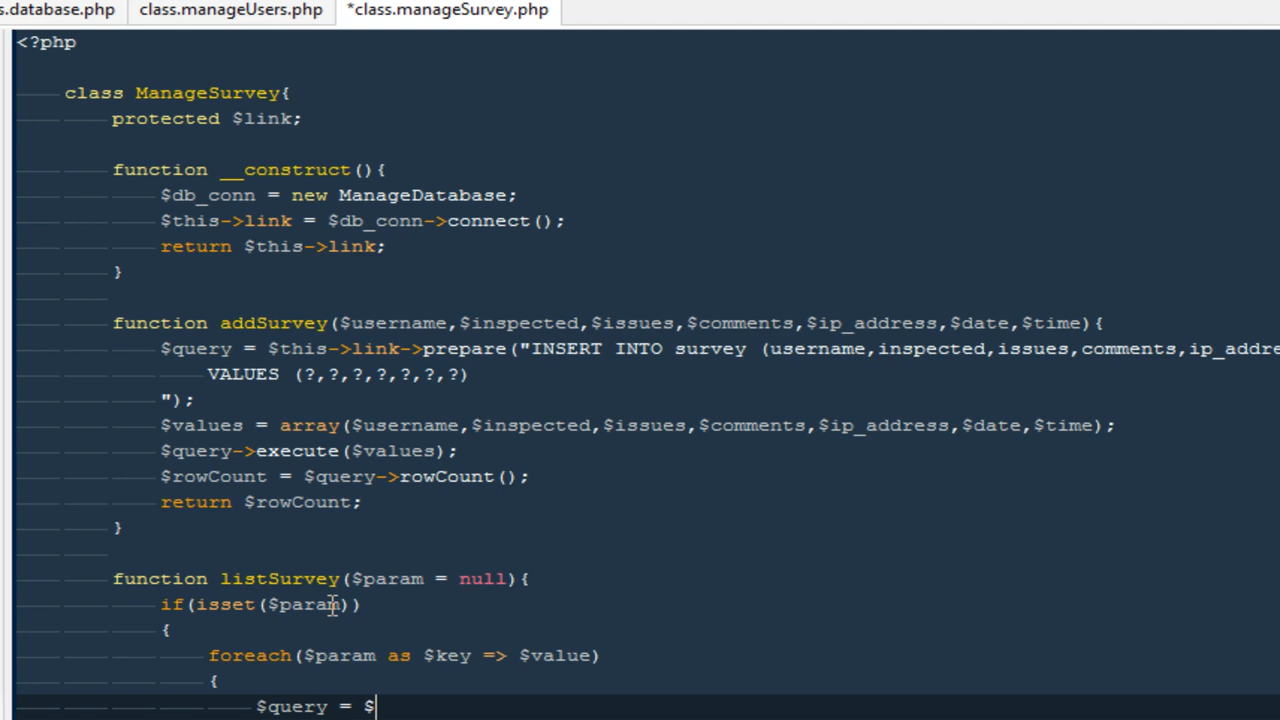 s.database.php class.manageUsers.php *class.manageSurvey.php
<?php
class ManageSurvey{
protected $link;
function __construct(){
$db_conn = new ManageDatabase;
$this->link = $db_conn->connect();
return $this->link;
}
function addSurvey($username,$inspected,$issues,$comments,$ip_address,$date,$time){
$query = $this->link->prepare("INSERT INTO survey (username,inspected,issues,comments,ip_addre
VALUES (?,?,?,?,?,?,?)
");
$values = array($username,$inspected,$issues,$comments,$ip_address,$date,$time);
$query->execute($values);
$rowCount = $query->rowCount();
return $rowCount;
}
function listSurvey($param = null){
if(isset($param))
{
foreach($param as $key => $value)
{
$query = $